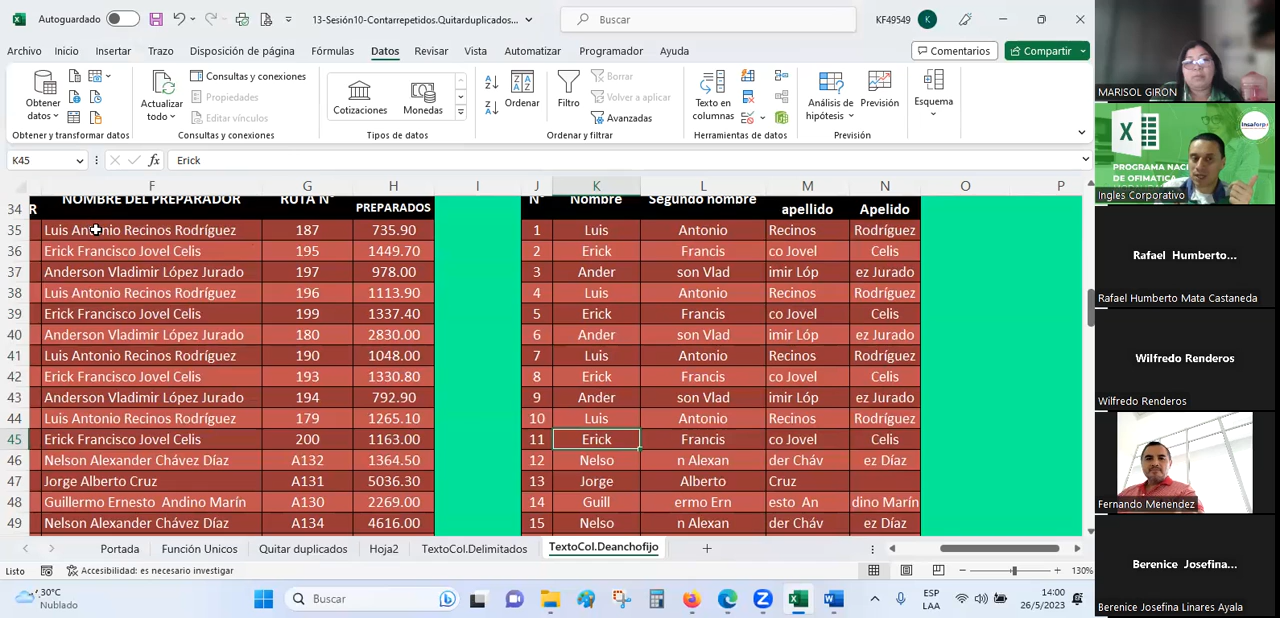 Autoguardado
13-Sesión10-Contarrepetidos.Quitarduplicados...
Buscar
KF49549
K
Archivo Inicio Insertar Trazo Disposición de página Fórmulas Datos Revisar Vista Automatizar Programador Ayuda
Comentarios
Compartir
Obtener datos
Actualizar todo
Consultas y conexiones
Propiedades
Editar vínculos
Cotizaciones
Monedas
Ordenar
Filtro
Borrar
Volver a aplicar
Avanzadas
Texto en columnas
Análisis de hipótesis
Previsión
Esquema
Obtener y transformar datos
Consultas y conexiones
Tipos de datos
Ordenar y filtrar
Herramientas de datos
Previsión
K45
fx
Erick
F G H I J K L M N O P
34 R NOMBRE DEL PREPARADOR RUTA N° PREPARADOS N° Nombre Segundo nombre apellido Apelido
35 Luis Antonio Recinos Rodríguez 187 735.90 1 Luis Antonio Recinos Rodríguez
36 Erick Francisco Jovel Celis 195 1449.70 2 Erick Francis co Jovel Celis
37 Anderson Vladimir López Jurado 197 978.00 3 Ander son Vlad imir Lóp ez Jurado
38 Luis Antonio Recinos Rodríguez 196 1113.90 4 Luis Antonio Recinos Rodríguez
39 Erick Francisco Jovel Celis 199 1337.40 5 Erick Francis co Jovel Celis
40 Anderson Vladimir López Jurado 180 2830.00 6 Ander son Vlad imir Lóp ez Jurado
41 Luis Antonio Recinos Rodríguez 190 1048.00 7 Luis Antonio Recinos Rodríguez
42 Erick Francisco Jovel Celis 193 1330.80 8 Erick Francis co Jovel Celis
43 Anderson Vladimir López Jurado 194 792.90 9 Ander son Vlad imir Lóp ez Jurado
44 Luis Antonio Recinos Rodríguez 179 1265.10 10 Luis Antonio Recinos Rodríguez
45 Erick Francisco Jovel Celis 200 1163.00 11 Erick Francis co Jovel Celis
46 Nelson Alexander Chávez Díaz A132 1364.50 12 Nelso n Alexan der Cháv ez Díaz
47 Jorge Alberto Cruz A131 5036.30 13 Jorge Alberto Cruz
48 Guillermo Ernesto Andino Marín A130 2269.00 14 Guill ermo Ern esto An dino Marín
49 Nelson Alexander Chávez Díaz A134 4616.00 15 Nelso n Alexan der Cháv ez Díaz
Portada Función Unicos Quitar duplicados Hoja2 TextoCol.Delimitados TextoCol.Deanchofijo
Listo
Accesibilidad: es necesario investigar
130%
30°C
Nublado
Buscar
ESP
LAA
14:00
26/5/2023
MARISOL GIRON
X
Insaforp
PROGRAMA NAC
DE OFIMÁTICA
Ingles Corporativo
Rafael Humberto...
Rafael Humberto Mata Castaneda
Wilfredo Renderos
Wilfredo Renderos
Fernando Menendez
Berenice Josefina...
Berenice Josefina Linares Ayala